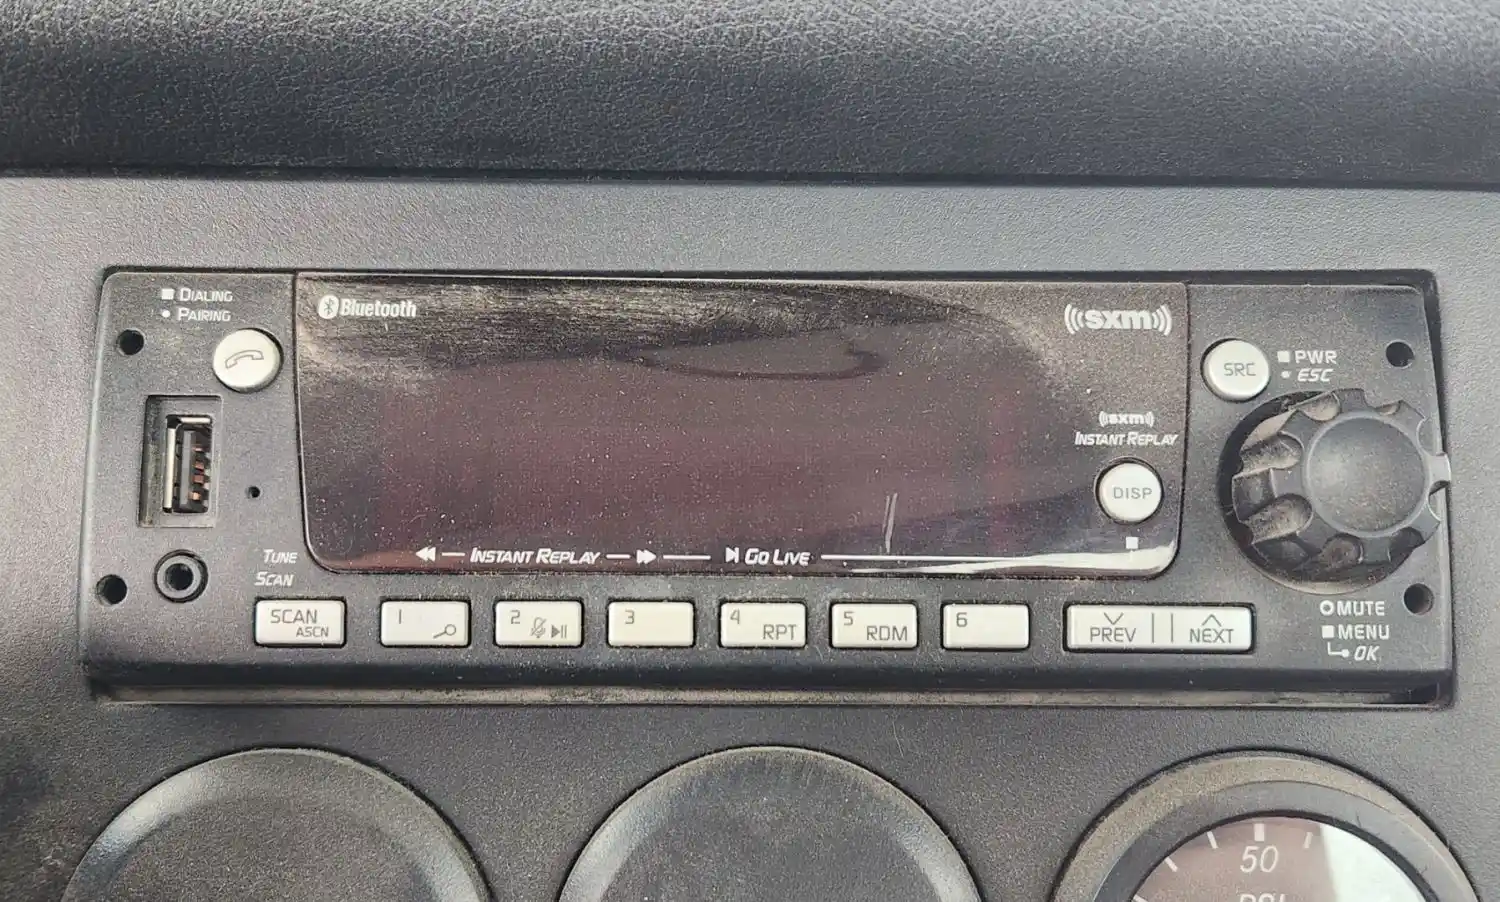 DIALING
PAIRING
Bluetooth
((sxm))
SRC
PWR
ESC
((sxm))
INSTANT REPLAY
DISP
TUNE
SCAN
INSTANT REPLAY
GO LIVE
SCAN
ASCN
1
2
3
4
RPT
5
RDM
6
PREV
NEXT
MUTE
MENU
OK
50
PSI